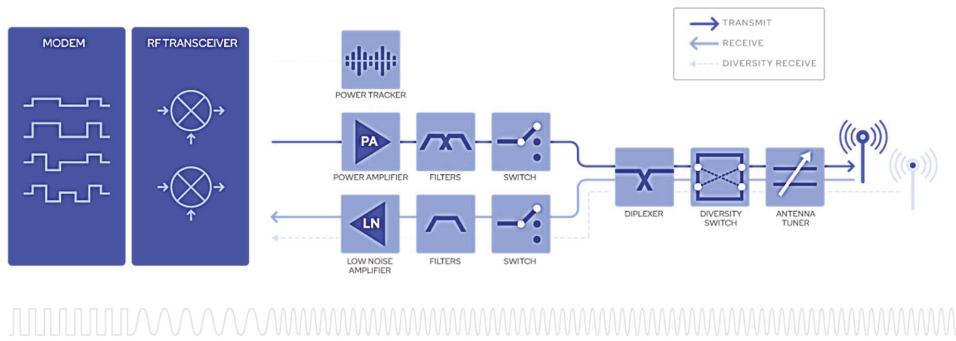 MODEM
RF TRANSCEIVER
TRANSMIT
RECEIVE
DIVERSITY RECEIVE
POWER TRACKER
PA
POWER AMPLIFIER
FILTERS
SWITCH
DIPLEXER
DIVERSITY
SWITCH
ANTENNA
TUNER
LN
LOW NOISE
AMPLIFIER
FILTERS
SWITCH